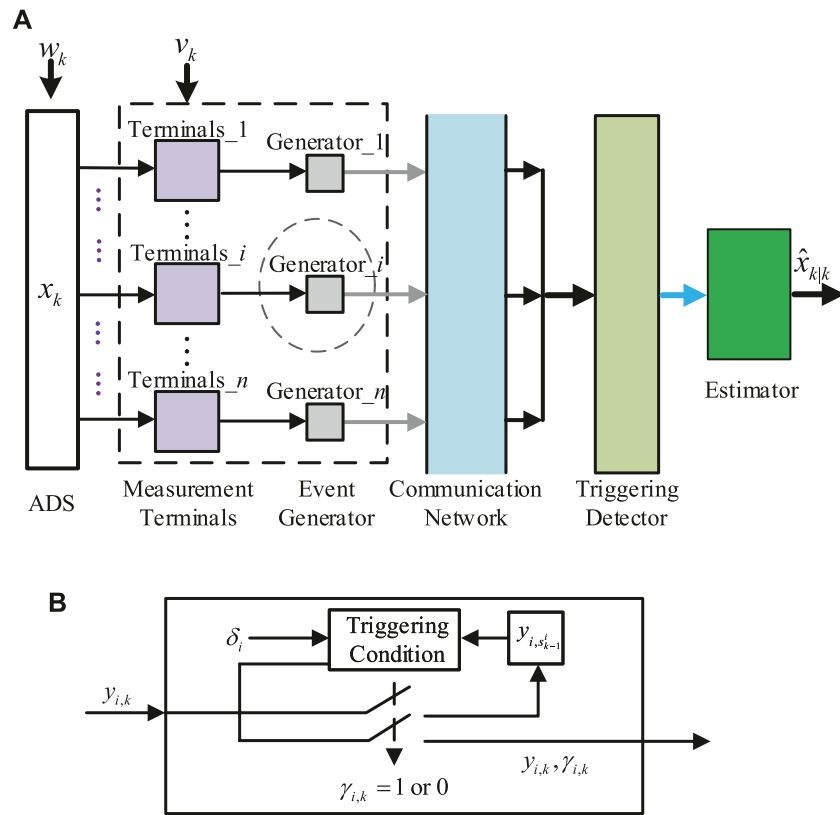 A
w_k
v_k
Terminals_1
Generator_1
Terminals_i
Generator_i
x_k
x̂_{k|k}
Terminals_n
Generator_n
Estimator
ADS
Measurement
Terminals
Event
Generator
Communication
Network
Triggering
Detector
B
δ_i
Triggering
Condition
y_{i,s^i_{k-1}}
y_{i,k}
y_{i,k}, γ_{i,k}
γ_{i,k} = 1 or 0